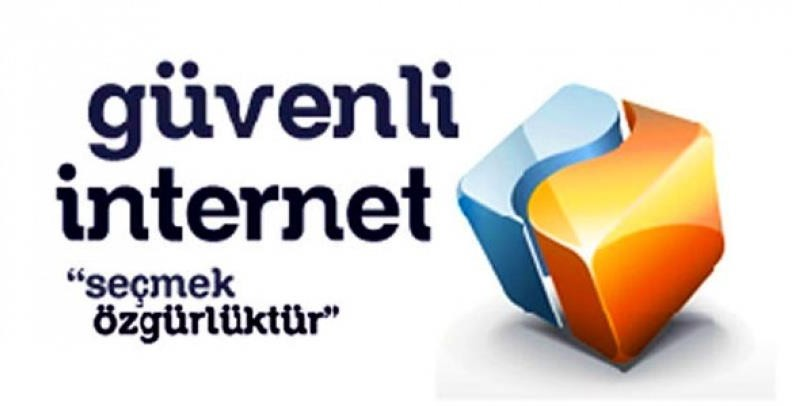 güvenli
internet
“seçmek
özgürlüktür”